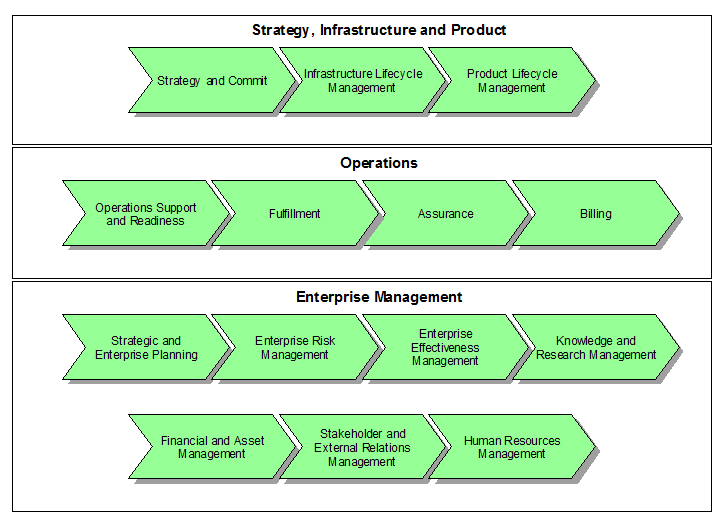 Strategy, Infrastructure and Product
Strategy and Commit
Infrastructure Lifecycle
Management
Product Lifecycle
Management
Operations
Operations Support
and Readiness
Fulfillment
Assurance
Billing
Enterprise Management
Strategic and
Enterprise Planning
Enterprise Risk
Management
Enterprise
Effectiveness
Management
Knowledge and
Research Management
Financial and Asset
Management
Stakeholder and
External Relations
Management
Human Resources
Management